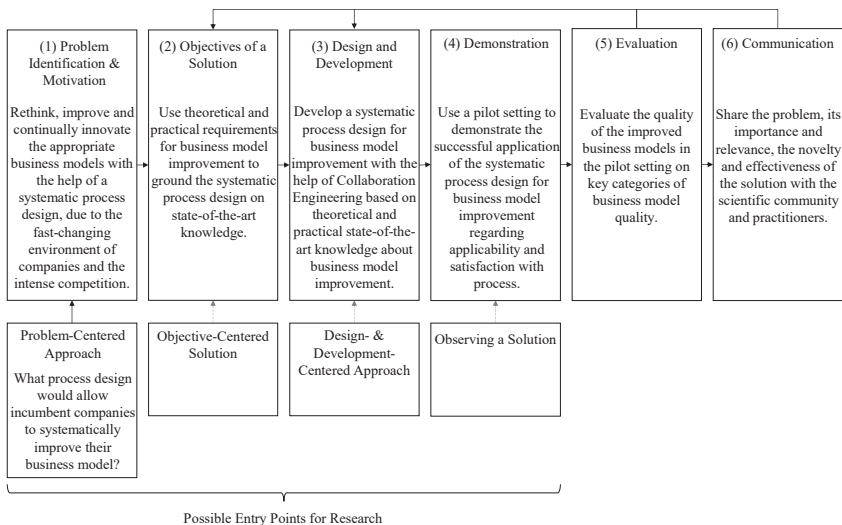 (1) Problem
Identification &
Motivation
Rethink, improve and
continually innovate
the appropriate
business models with
the help of a
systematic process
design, due to the
fast-changing
environment of
companies and the
intense competition.
(2) Objectives of a
Solution
Use theoretical and
practical requirements
for business model
improvement to
ground the systematic
process design on
state-of-the-art
knowledge.
(3) Design and
Development
Develop a systematic
process design for
business model
improvement with the
help of Collaboration
Engineering based on
theoretical and
practical state-of-the-
art knowledge about
business model
improvement.
(4) Demonstration
Use a pilot setting to
demonstrate the
successful application
of the systematic
process design for
business model
improvement
regarding
applicability and
satisfaction with
process.
(5) Evaluation
Evaluate the quality
of the improved
business models in
the pilot setting on
key categories of
business model
quality.
(6) Communication
Share the problem, its
importance and
relevance, the novelty
and effectiveness of
the solution with the
scientific community
and practitioners.
Problem-Centered
Approach
What process design
would allow
incumbent companies
to systematically
improve their
business model?
Objective-Centered
Solution
Design- &
Development-
Centered Approach
Observing a Solution
Possible Entry Points for Research